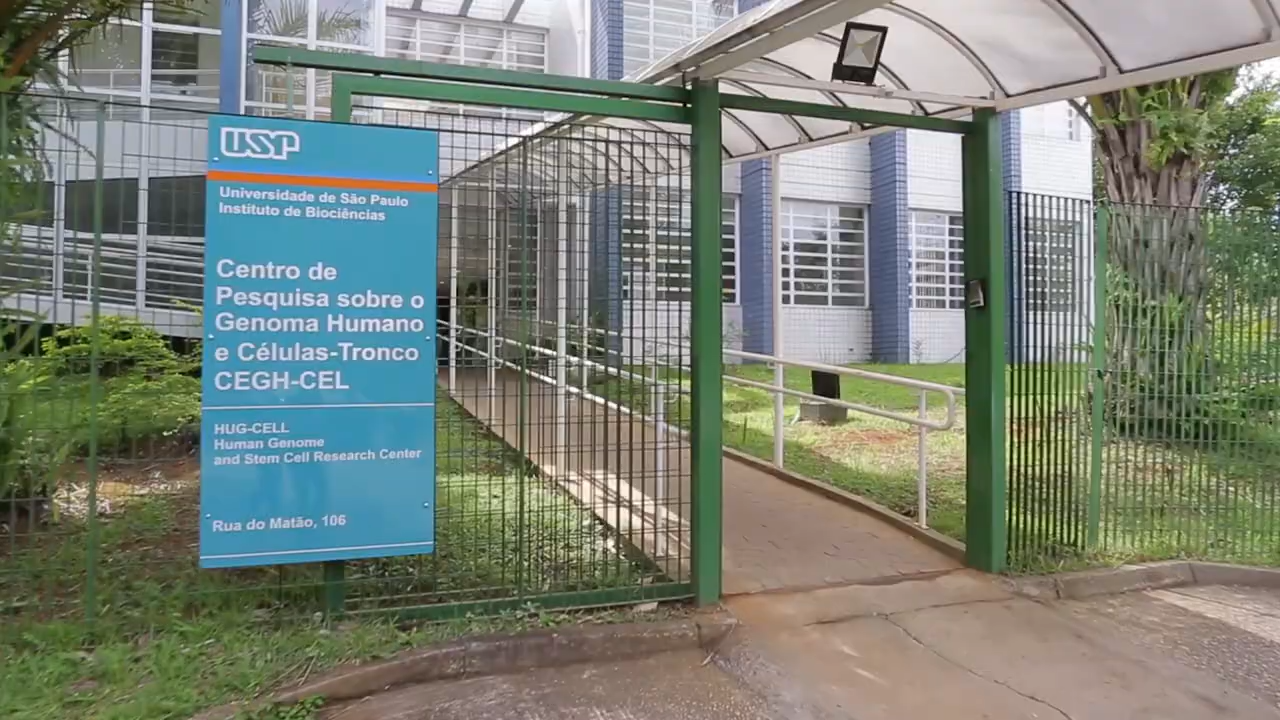 USP
Universidade de São Paulo
Instituto de Biociências
Centro de
Pesquisa sobre o
Genoma Humano
e Células-Tronco
CEGH-CEL
HUG-CELL
Human Genome
and Stem Cell Research Center
Rua do Matão, 106